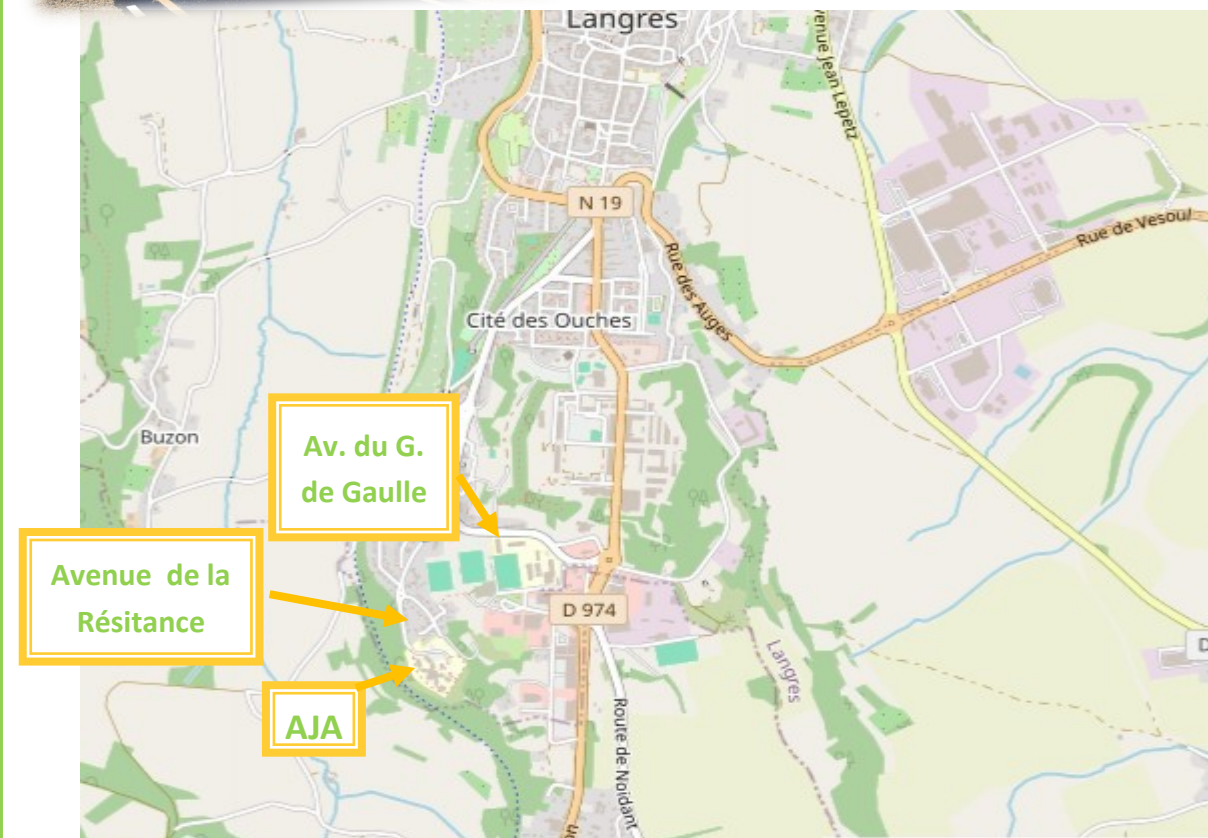 Langres
venue Jean Lepetz
N 19
Rue de Vesoul
Rue des Auges
Cité des Ouches
Buzon
Av. du G.
de Gaulle
Avenue de la
Résitance
D 974
D
Langres
AJA
Route de Noidant